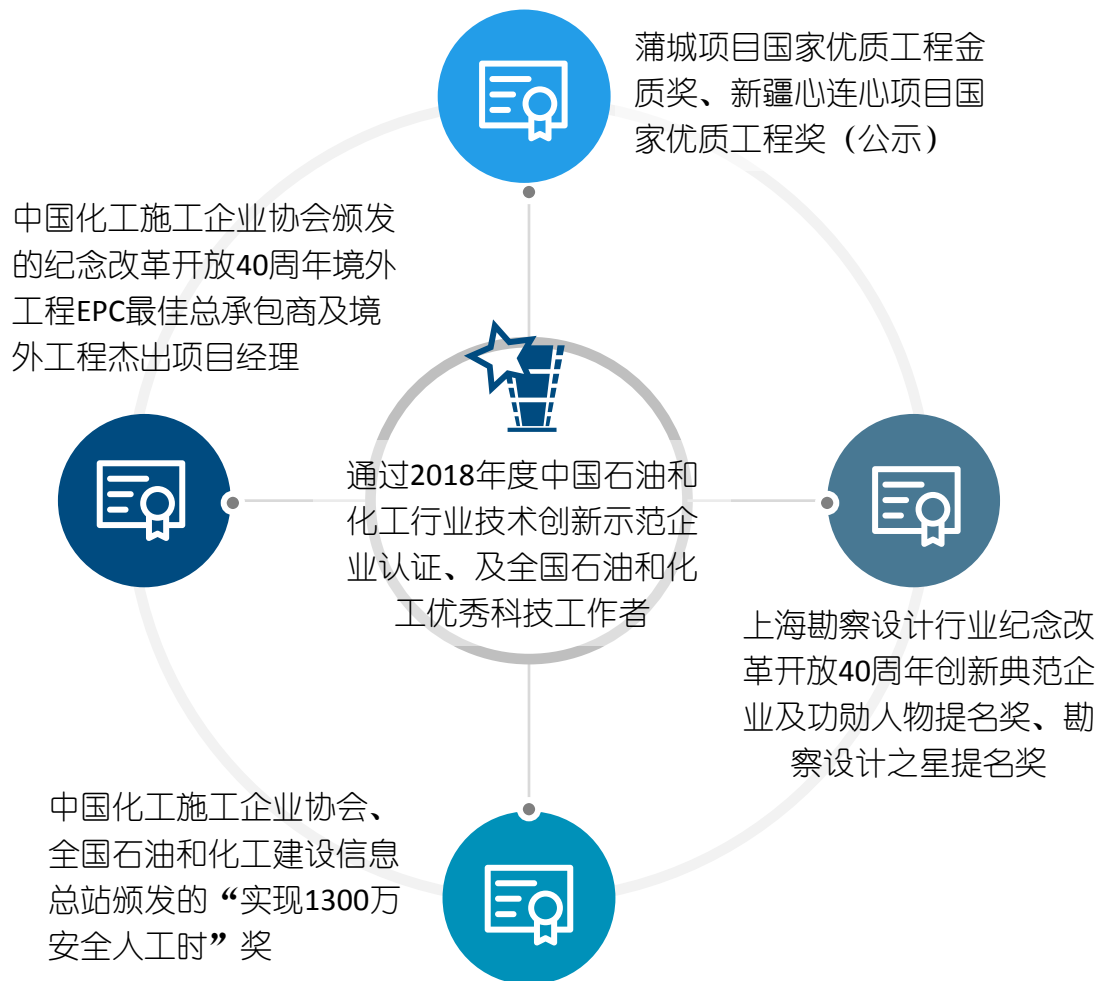 蒲城项目国家优质工程金
质奖、新疆心连心项目国
家优质工程奖（公示）
中国化工施工企业协会颁发
的纪念改革开放40周年境外
工程EPC最佳总承包商及境
外工程杰出项目经理
通过2018年度中国石油和
化工行业技术创新示范企
业认证、及全国石油和化
工优秀科技工作者
上海勘察设计行业纪念改
革开放40周年创新典范企
业及功勋人物提名奖、勘
察设计之星提名奖
中国化工施工企业协会、
全国石油和化工建设信息
总站颁发的“实现1300万
安全人工时”奖